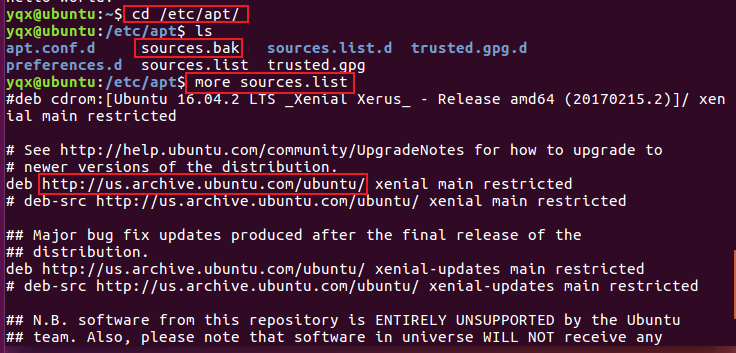 hello world!
yqx@ubuntu:~$ cd /etc/apt/
yqx@ubuntu:/etc/apt$ ls
apt.conf.d sources.bak sources.list.d trusted.gpg.d
preferences.d sources.list trusted.gpg
yqx@ubuntu:/etc/apt$ more sources.list
#deb cdrom:[Ubuntu 16.04.2 LTS _Xenial Xerus_ - Release amd64 (20170215.2)]/ xen
ial main restricted
# See http://help.ubuntu.com/community/UpgradeNotes for how to upgrade to
# newer versions of the distribution.
deb http://us.archive.ubuntu.com/ubuntu/ xenial main restricted
# deb-src http://us.archive.ubuntu.com/ubuntu/ xenial main restricted
## Major bug fix updates produced after the final release of the
## distribution.
deb http://us.archive.ubuntu.com/ubuntu/ xenial-updates main restricted
# deb-src http://us.archive.ubuntu.com/ubuntu/ xenial-updates main restricted
## N.B. software from this repository is ENTIRELY UNSUPPORTED by the Ubuntu
## team. Also, please note that software in universe WILL NOT receive any